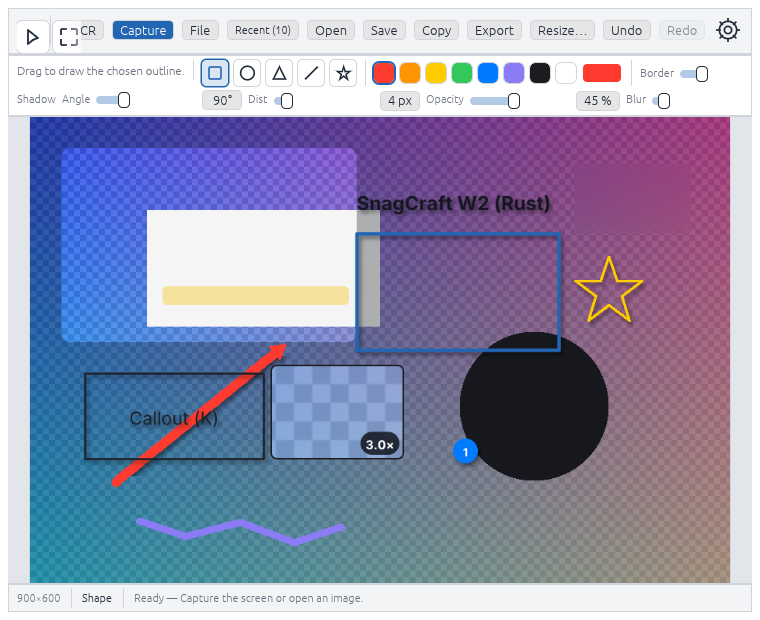 CR Capture File Recent (10) Open Save Copy Export Resize... Undo Redo
Drag to draw the chosen outline. Border
Shadow Angle 90° Dist 4 px Opacity 45 % Blur
SnagCraft W2 (Rust)
Callout (K)
3.0×
1
900×600 Shape Ready — Capture the screen or open an image.